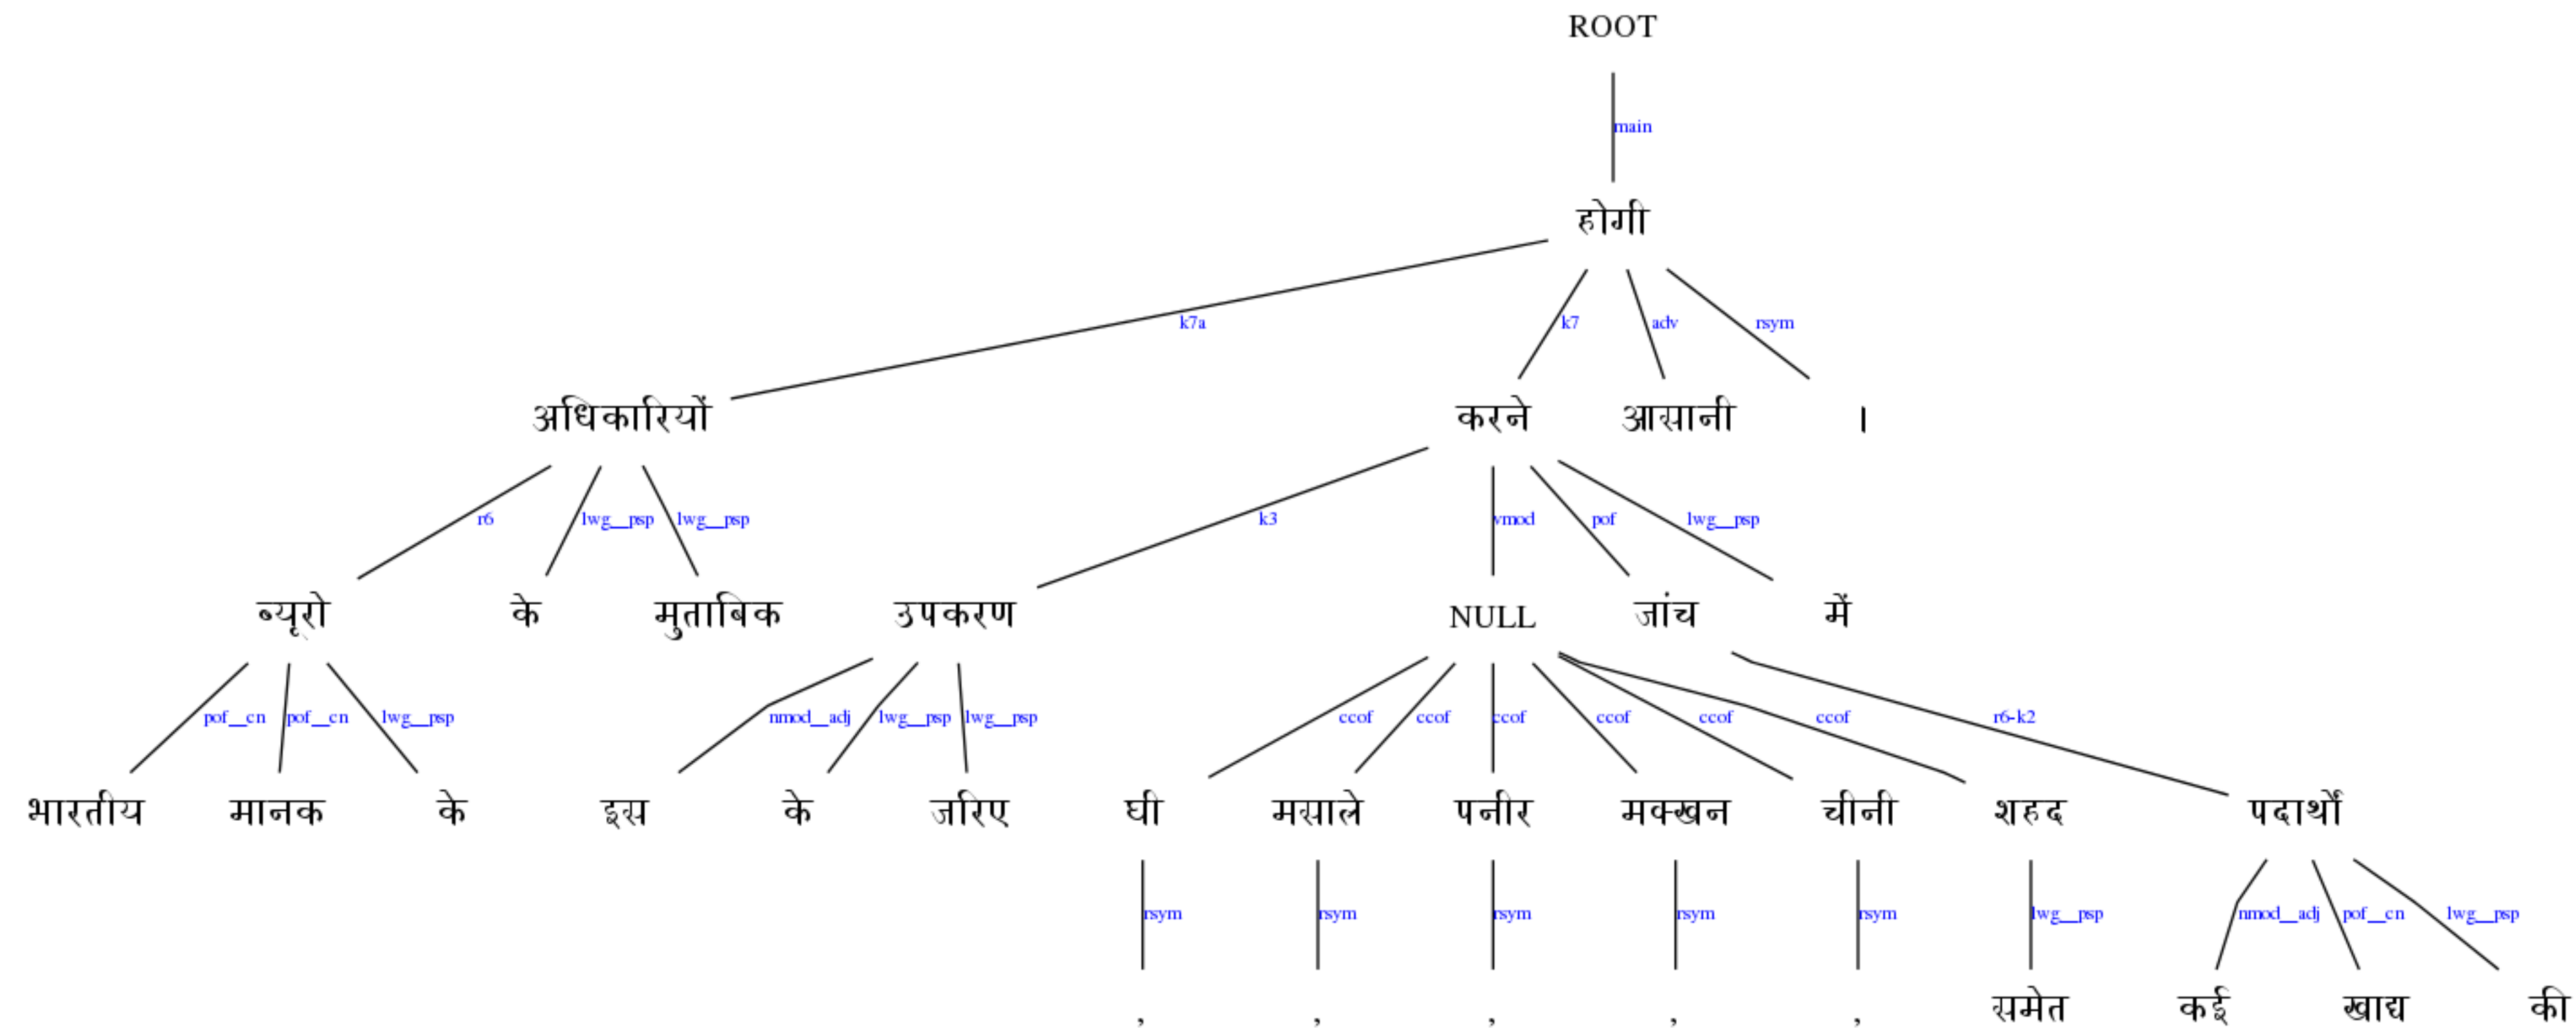 ROOT
main
होगी
k7a k7 adv rsym
अधिकारियों करने आसानी ।
r6 lwg__psp lwg__psp k3 vmod pof lwg__psp
ब्यूरो के मुताबिक उपकरण NULL जांच में
pof__cn pof__cn lwg__psp nmod__adj lwg__psp lwg__psp ccof ccof ccof ccof ccof ccof r6-k2
भारतीय मानक के इस के जरिए घी मसाले पनीर मक्खन चीनी शहद पदार्थों
rsym rsym rsym rsym rsym lwg__psp nmod__adj pof__cn lwg__psp
, , , , , समेत कई खाद्य की